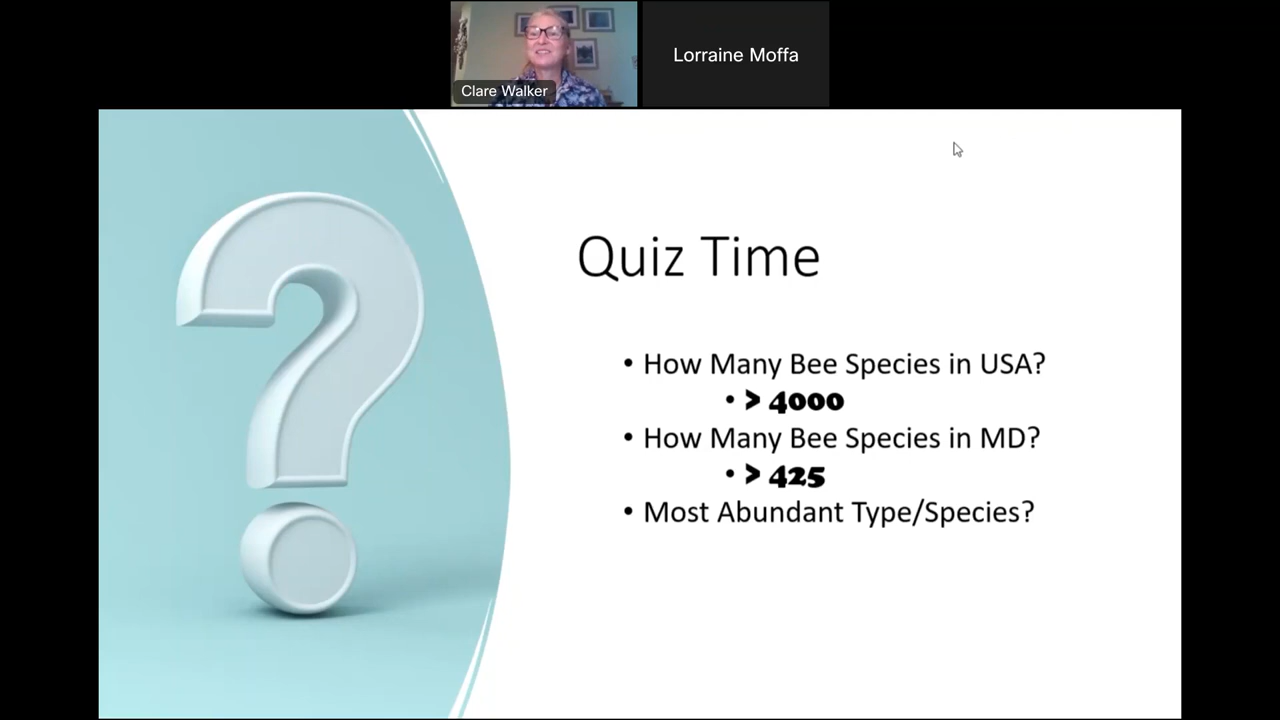 Clare Walker
Lorraine Moffa
Quiz Time
• How Many Bee Species in USA?
• > 4000
• How Many Bee Species in MD?
• > 425
• Most Abundant Type/Species?